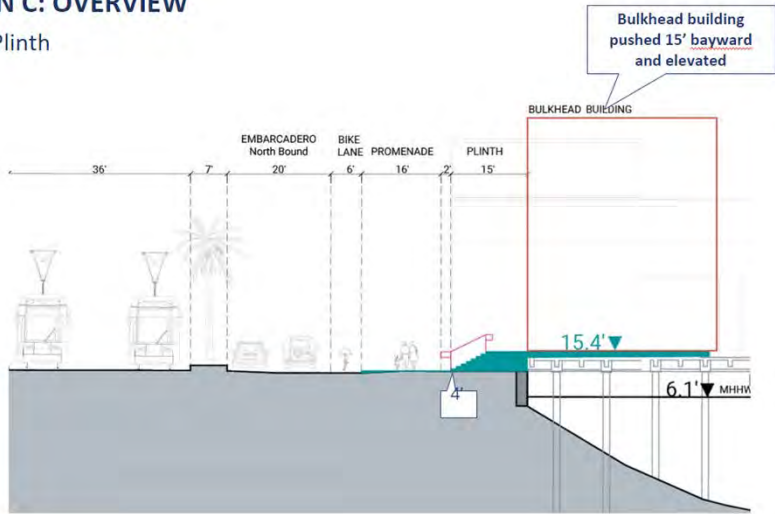 N C: OVERVIEW
Plinth
Bulkhead building
pushed 15' bayward
and elevated
BULKHEAD BUILDING
EMBARCADERO
North Bound
BIKE
LANE
PROMENADE
PLINTH
36'
7'
20'
6'
16'
2'
15'
15.4'
4'
6.1'
MHHW